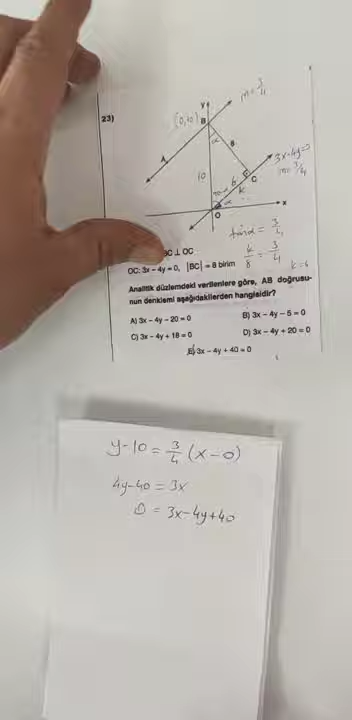 23)
(0,10)
y
B
m = 3/4
α
A
8
3x-4y=0
m=3/4
10
6
C
k
α
x
O
tanα = 3/4
BC ⊥ OC
k/8 = 3/4
OC: 3x – 4y = 0, |BC| = 8 birim
k=6
Analitik düzlemdeki verilenlere göre, AB doğrusu-
nun denklemi aşağıdakilerden hangisidir?
A) 3x – 4y – 20 = 0 B) 3x – 4y – 5 = 0
C) 3x – 4y + 18 = 0 D) 3x – 4y + 20 = 0
E) 3x – 4y + 40 = 0
y-10 = 3/4 (x-0)
4y-40 = 3x
0 = 3x-4y+40